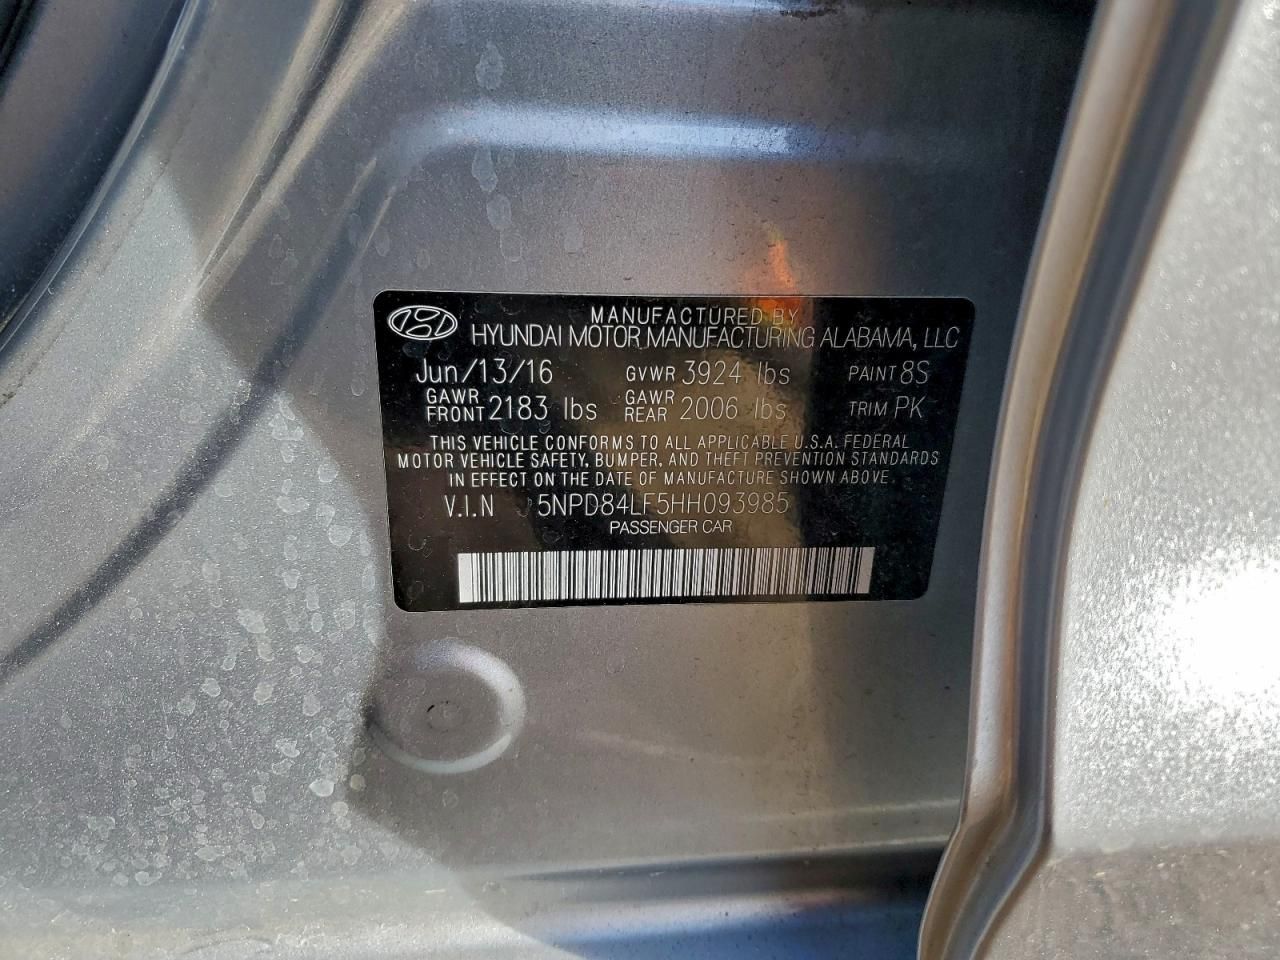 MANUFACTURED BY
HYUNDAI MOTOR MANUFACTURING ALABAMA, LLC
Jun/13/16 GVWR 3924 lbs PAINT 8S
GAWR FRONT 2183 lbs GAWR REAR 2006 lbs TRIM PK
THIS VEHICLE CONFORMS TO ALL APPLICABLE U.S.A. FEDERAL
MOTOR VEHICLE SAFETY, BUMPER, AND THEFT PREVENTION STANDARDS
IN EFFECT ON THE DATE OF MANUFACTURE SHOWN ABOVE.
V.I.N 5NPD84LF5HH093985
PASSENGER CAR